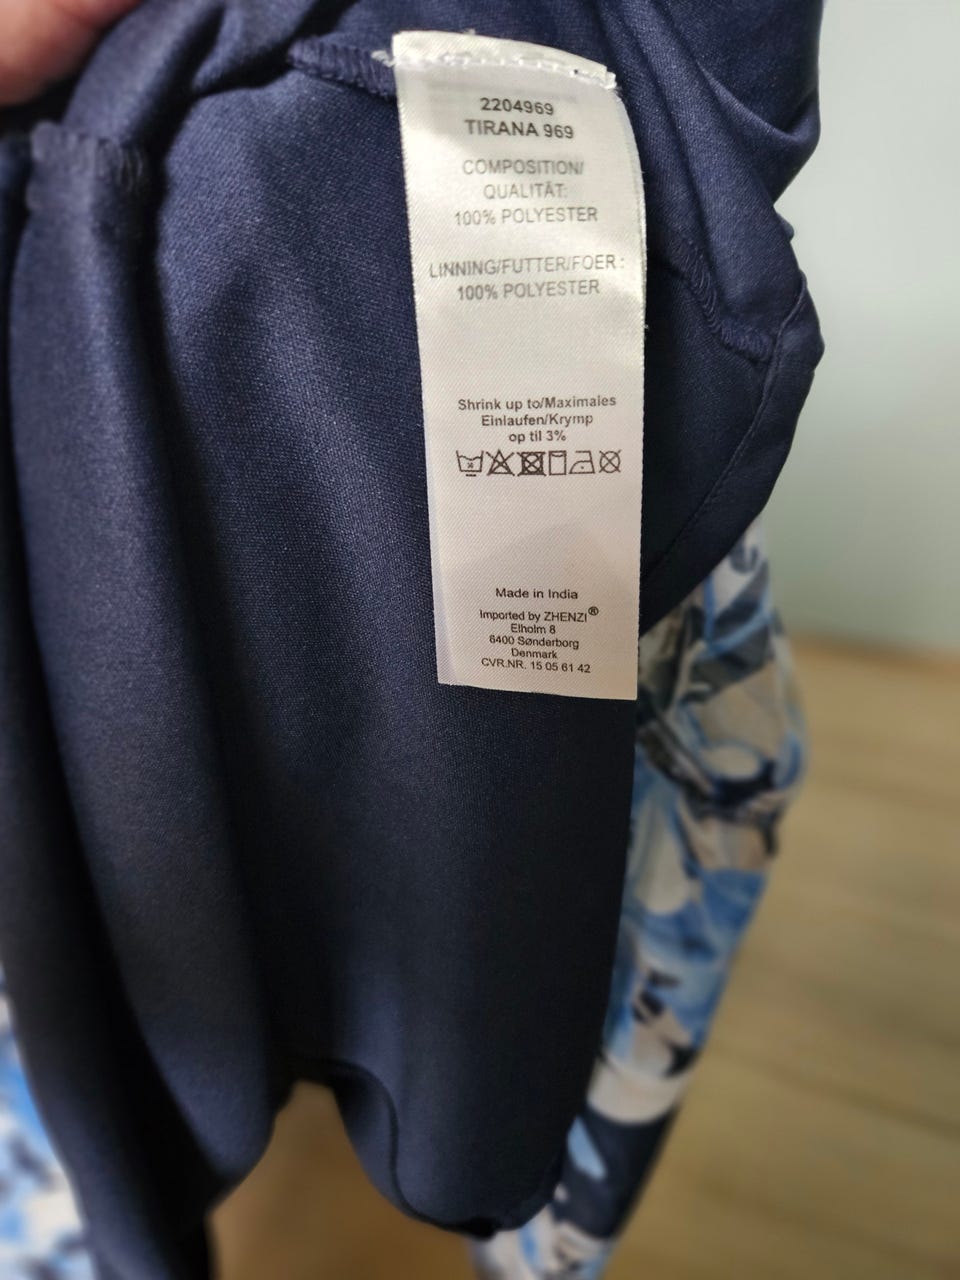 2204969
TIRANA 969
COMPOSITION/
QUALITÄT:
100% POLYESTER
LINNING/FUTTER/FOER:
100% POLYESTER
Shrink up to/Maximales
Einlaufen/Krymp
op til 3%
30
Made in India
Imported by ZHENZI®
Elholm 8
6400 Sønderborg
Denmark
CVR.NR. 15 05 61 42